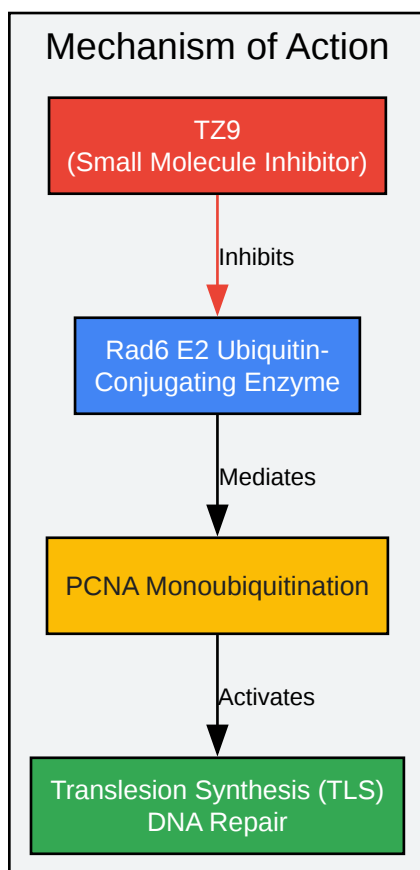 Mechanism of Action
TZ9
(Small Molecule Inhibitor)
Inhibits
Rad6 E2 Ubiquitin-
Conjugating Enzyme
Mediates
PCNA Monoubiquitination
Activates
Translesion Synthesis (TLS)
DNA Repair